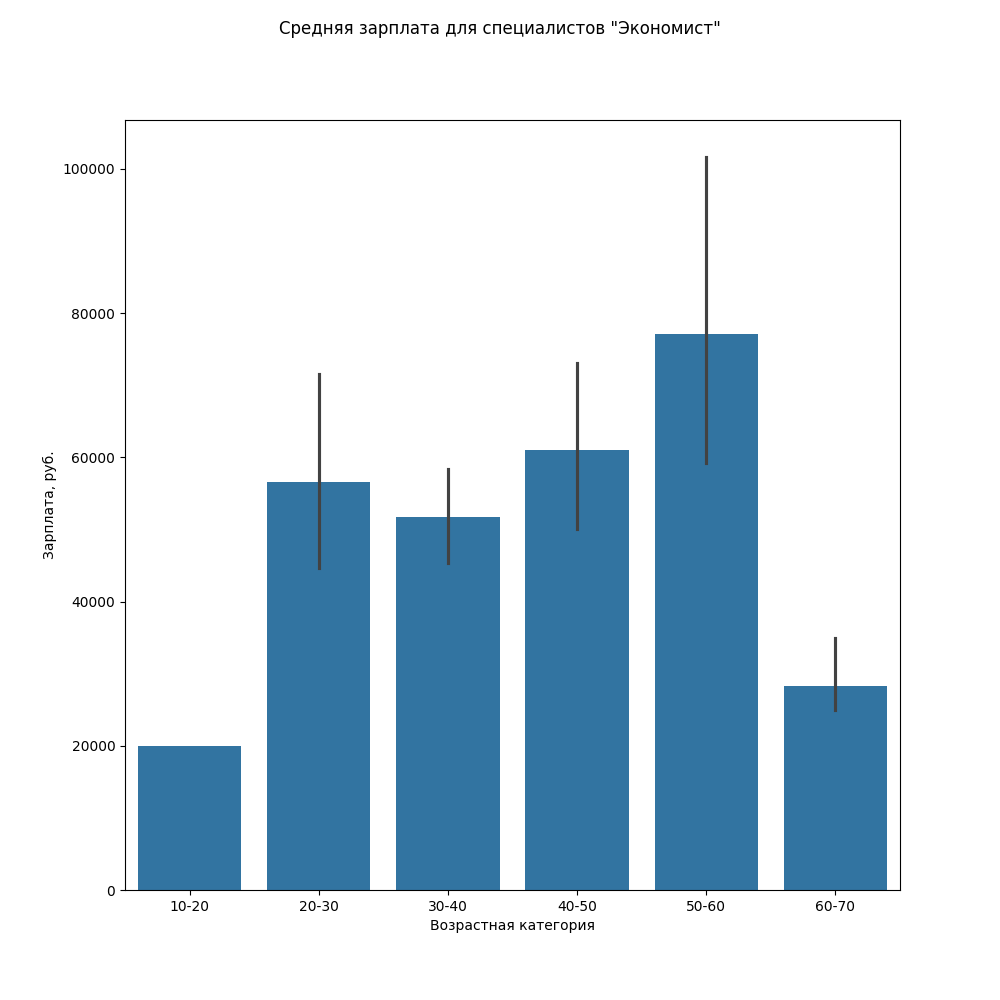 Средняя зарплата для специалистов "Экономист"
100000
80000
60000
40000
20000
0
Зарплата, руб.
10-20 20-30 30-40 40-50 50-60 60-70
Возрастная категория